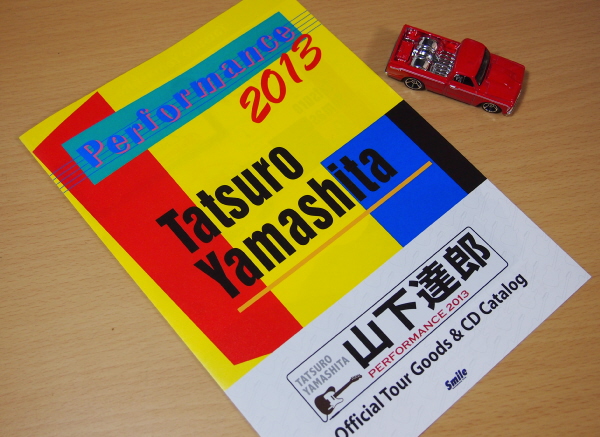 Performance
2013
Tatsuro
Yamashita
山下達郎
TATSURO
YAMASHITA
PERFORMANCE 2013
Official Tour Goods & CD Catalog
Smile